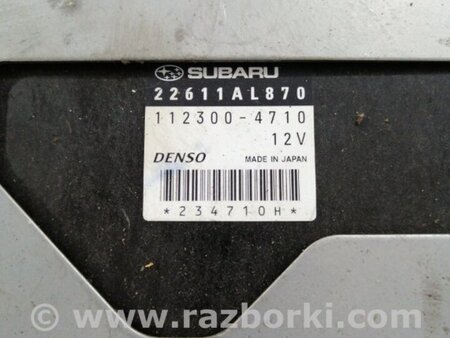 SUBARU
22611AL870
112300-4710
12V
DENSO MADE IN JAPAN
*234710H*
www.razborki.com